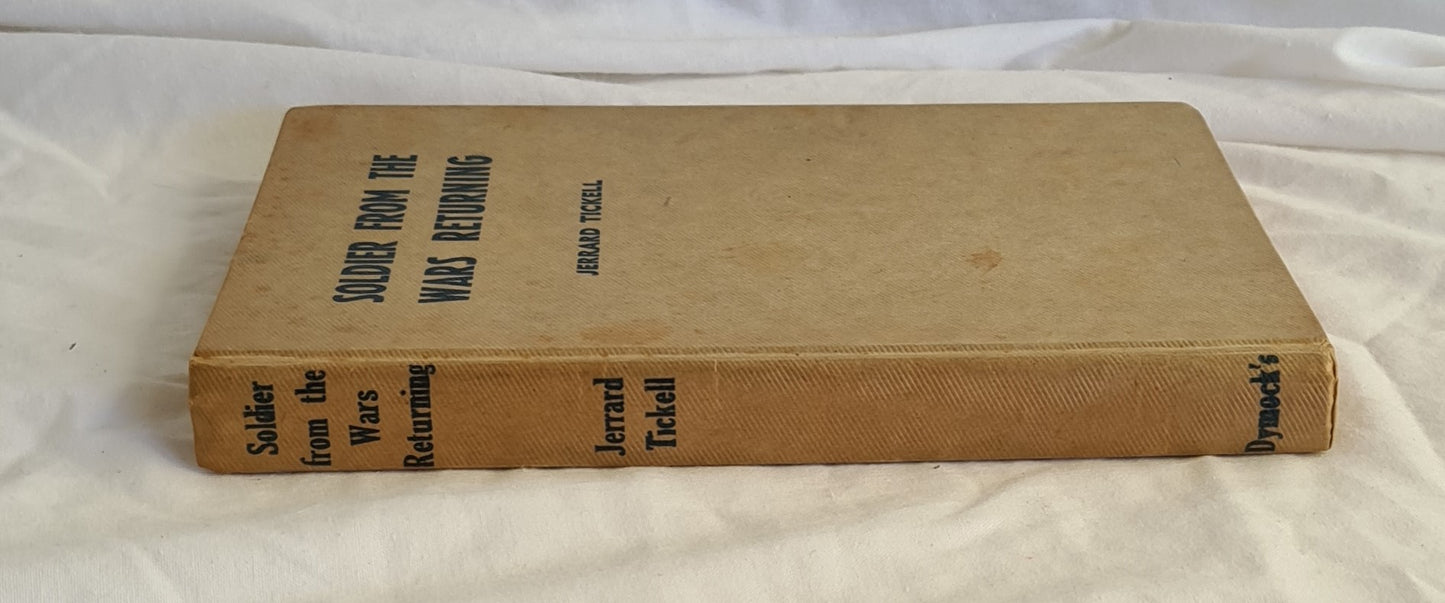 SOLDIER FROM THE
WARS RETURNING
JERRARD TICKELL
Soldier
from the
Wars
Returning
Jerrard
Tickell
Dymock's